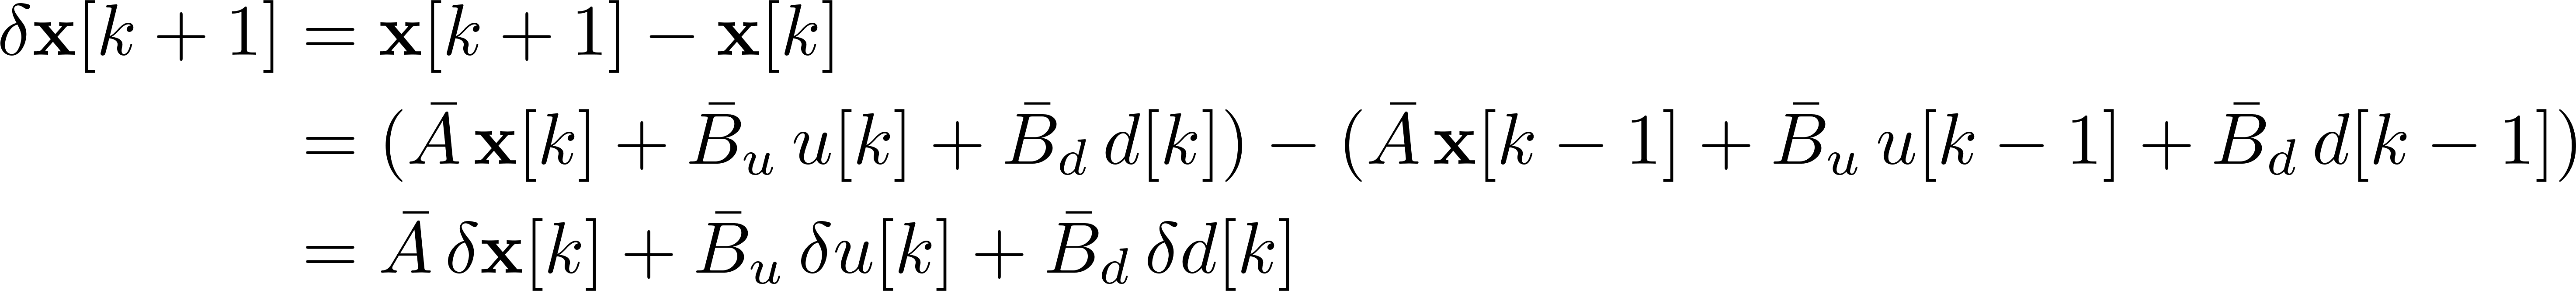 δ𝐱[k + 1] = 𝐱[k + 1] − 𝐱[k]
= (Ā 𝐱[k] + B̄_u u[k] + B̄_d d[k]) − (Ā 𝐱[k − 1] + B̄_u u[k − 1] + B̄_d d[k − 1])
= Ā δ𝐱[k] + B̄_u δu[k] + B̄_d δd[k]